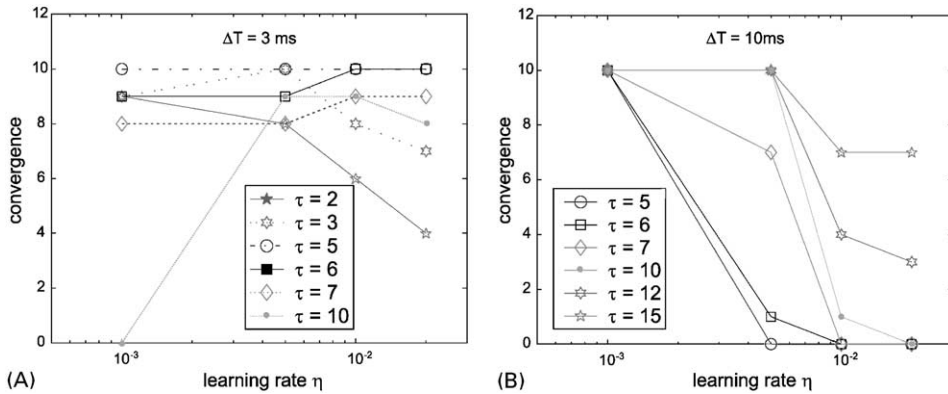 12
10
8
6
4
2
0
convergence
ΔT = 3 ms
τ = 2
τ = 3
τ = 5
τ = 6
τ = 7
τ = 10
10-3
10-2
learning rate η
(A)
12
10
8
6
4
2
0
convergence
ΔT = 10ms
τ = 5
τ = 6
τ = 7
τ = 10
τ = 12
τ = 15
10-3
10-2
learning rate η
(B)